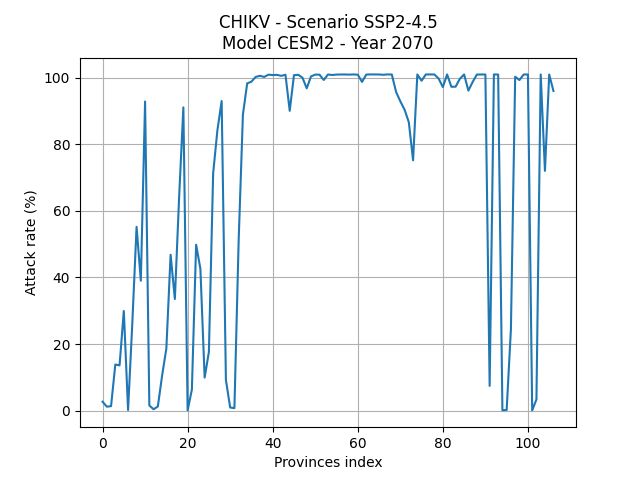 CHIKV - Scenario SSP2-4.5
Model CESM2 - Year 2070
Attack rate (%)
100
80
60
40
20
0
0 20 40 60 80 100
Provinces index